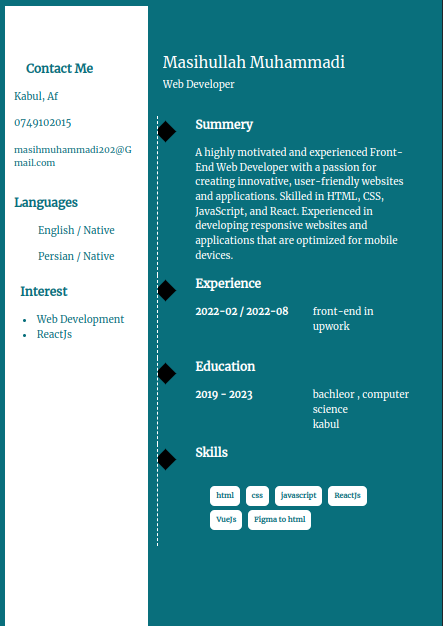 Contact Me
Kabul, Af
0749102015
masihmuhammadi202@G
mail.com
Languages
English / Native
Persian / Native
Interest
Web Development
ReactJs
Masihullah Muhammadi
Web Developer
Summery
A highly motivated and experienced Front-
End Web Developer with a passion for
creating innovative, user-friendly websites
and applications. Skilled in HTML, CSS,
JavaScript, and React. Experienced in
developing responsive websites and
applications that are optimized for mobile
devices.
Experience
2022-02 / 2022-08 front-end in
upwork
Education
2019 - 2023 bachleor , computer
science
kabul
Skills
html css javascript ReactJs
VueJs Figma to html